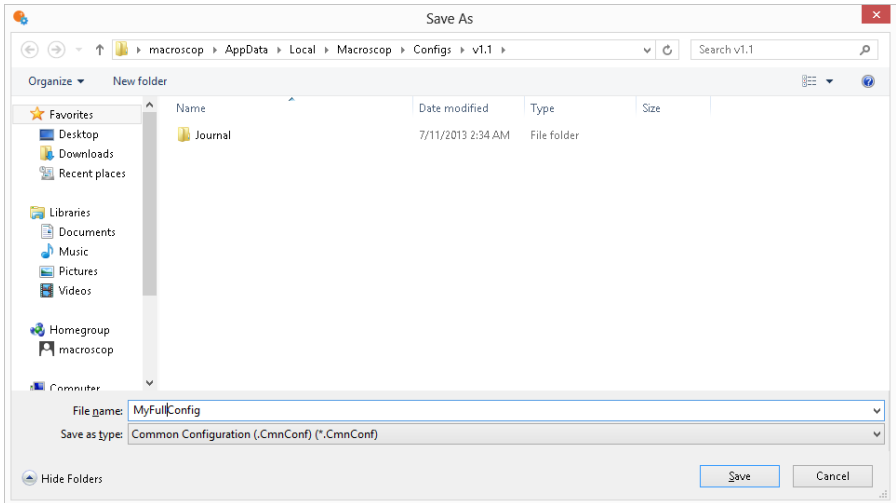 Save As
macroscop AppData Local Macroscop Configs v1.1 Search v1.1
Organize New folder
Name Date modified Type Size
Favorites
Desktop
Downloads
Recent places
Libraries
Documents
Music
Pictures
Videos
Homegroup
macroscop
Computer
Journal 7/11/2013 2:34 AM File folder
File name: MyFullConfig
Save as type: Common Configuration (.CmnConf) (*.CmnConf)
Hide Folders Save Cancel